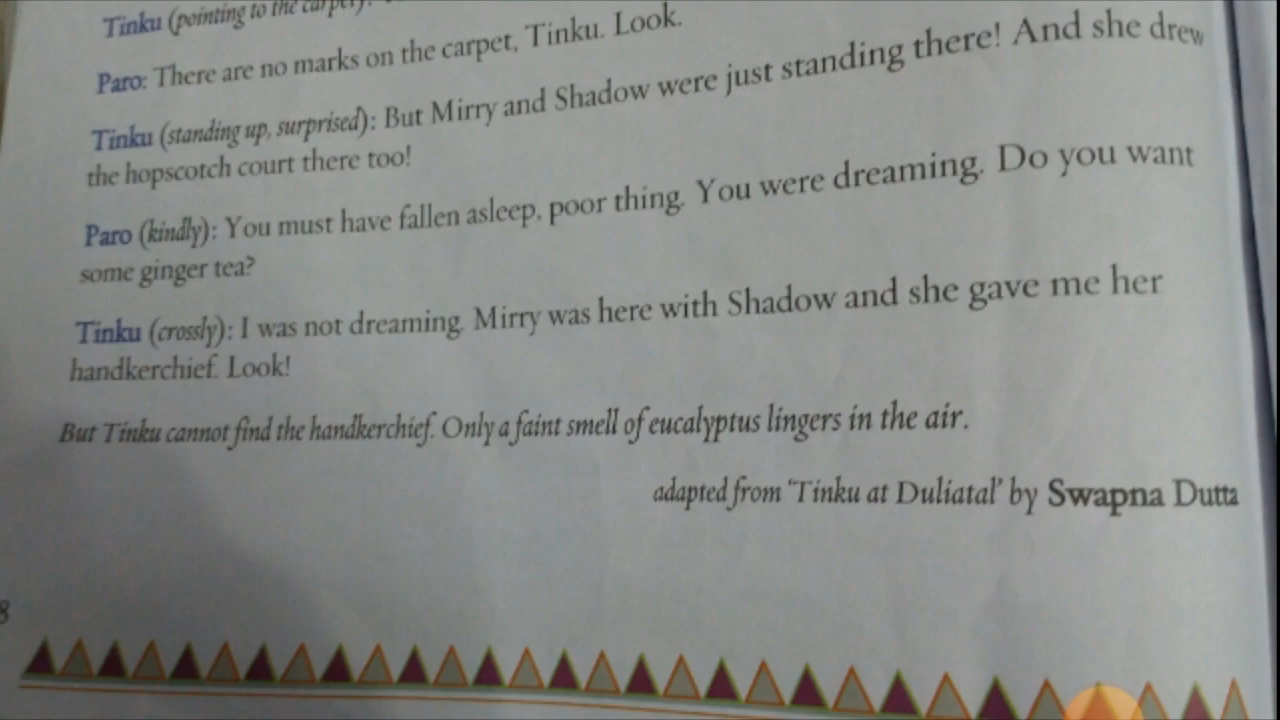 Tinku (pointing to the carpet):
Paro: There are no marks on the carpet, Tinku. Look.
Tinku (standing up, surprised): But Mirry and Shadow were just standing there! And she drew
the hopscotch court there too!
Paro (kindly): You must have fallen asleep, poor thing. You were dreaming. Do you want
some ginger tea?
Tinku (crossly): I was not dreaming. Mirry was here with Shadow and she gave me her
handkerchief. Look!
But Tinku cannot find the handkerchief. Only a faint smell of eucalyptus lingers in the air.
adapted from ‘Tinku at Duliatal’ by Swapna Dutta
8